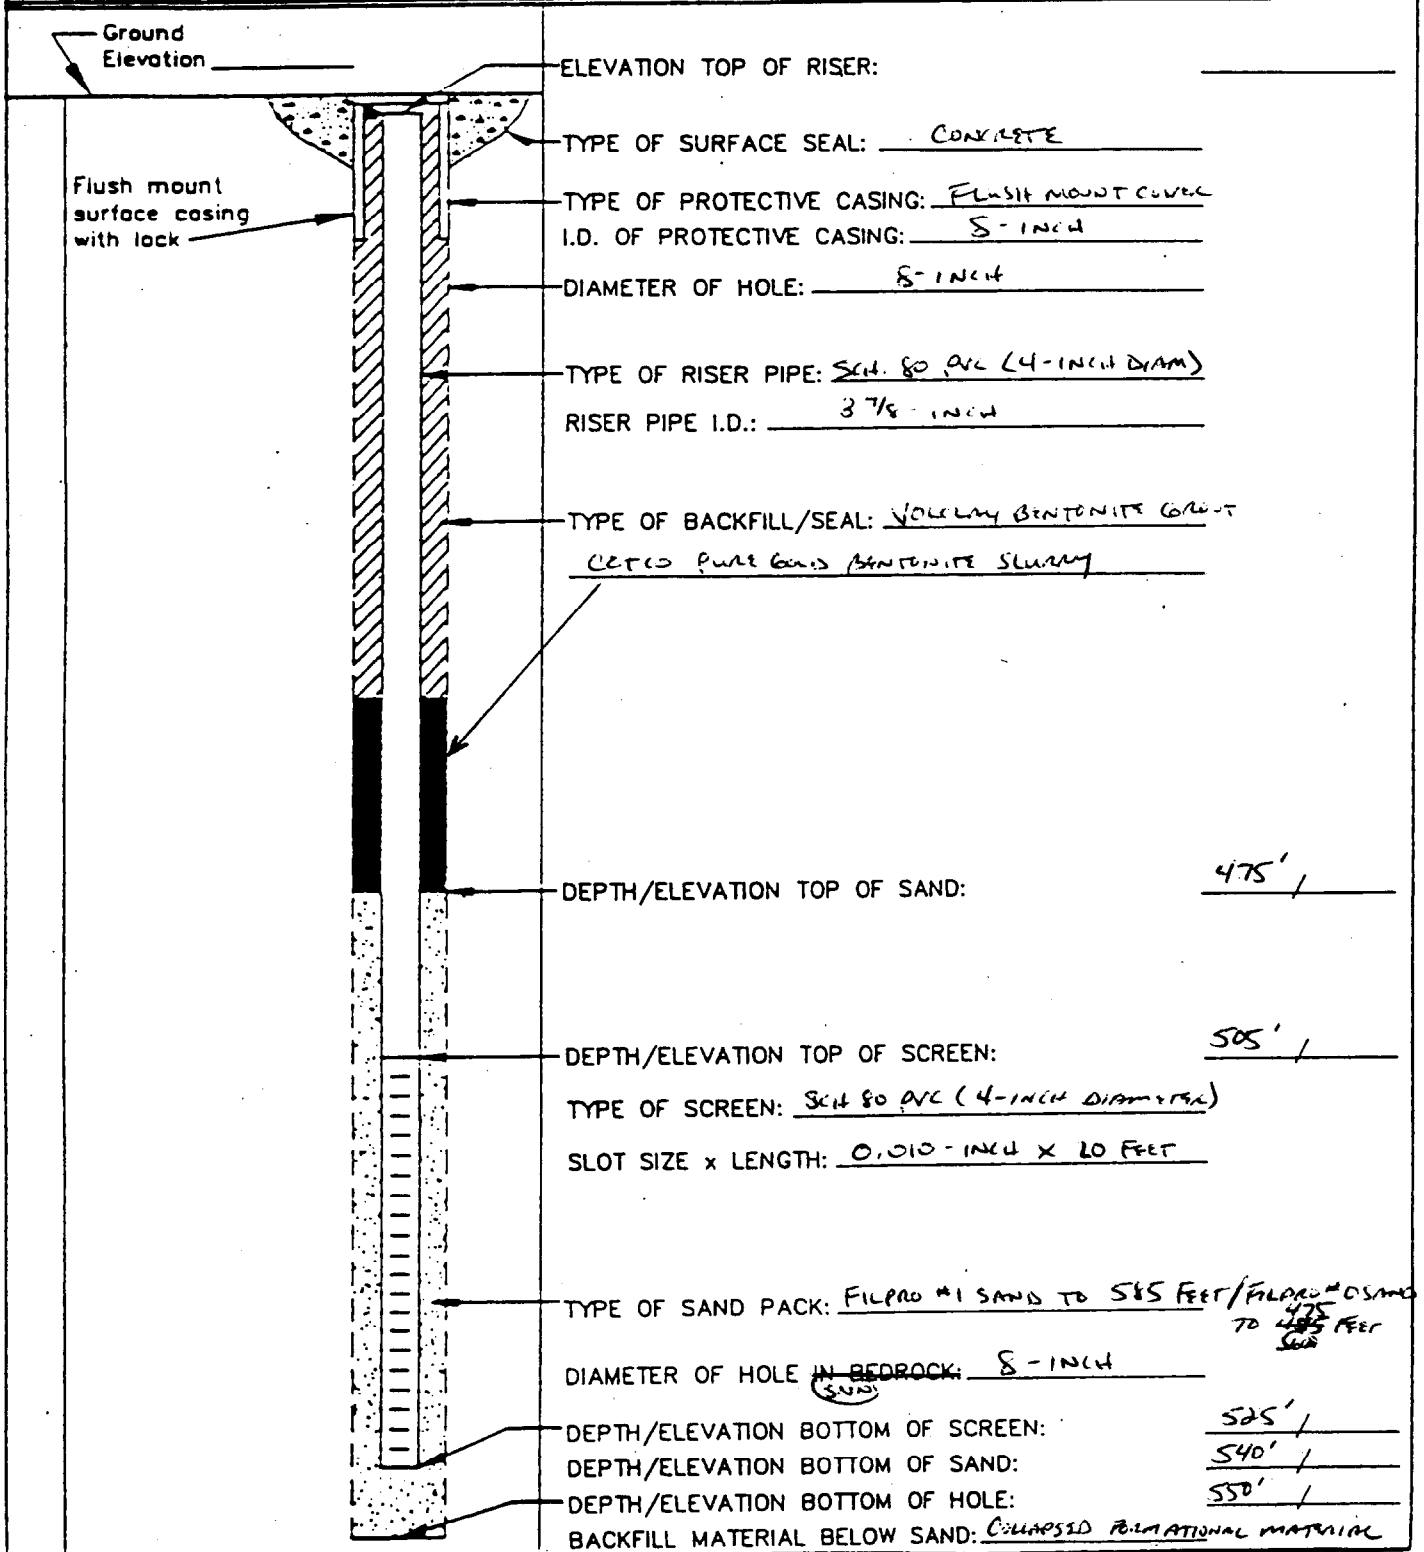 Ground
Elevation
ELEVATION TOP OF RISER:
TYPE OF SURFACE SEAL: CONCRETE
Flush mount
surface casing
with lock
TYPE OF PROTECTIVE CASING: FLUSH MOUNT COVER
I.D. OF PROTECTIVE CASING: 8-INCH
DIAMETER OF HOLE: 8-INCH
TYPE OF RISER PIPE: SCH. 80 PVC (4-INCH DIAM)
RISER PIPE I.D.: 3 7/8-INCH
TYPE OF BACKFILL/SEAL: VOLCLAY BENTONITE GROUT
CETCO PURE GOLD BENTONITE SLURRY
DEPTH/ELEVATION TOP OF SAND: 475' /
DEPTH/ELEVATION TOP OF SCREEN: 505' /
TYPE OF SCREEN: SCH 80 PVC (4-INCH DIAMETER)
SLOT SIZE x LENGTH: 0.010-INCH X 20 FEET
TYPE OF SAND PACK: FILPRO #1 SAND TO FEET/FILPRO #0 SAND
TO 475 FEET
DIAMETER OF HOLE IN BEDROCK: 8-INCH
DEPTH/ELEVATION BOTTOM OF SCREEN: 525' /
DEPTH/ELEVATION BOTTOM OF SAND: 540' /
DEPTH/ELEVATION BOTTOM OF HOLE: 550' /
BACKFILL MATERIAL BELOW SAND: COLLAPSED FORMATIONAL MATERIAL